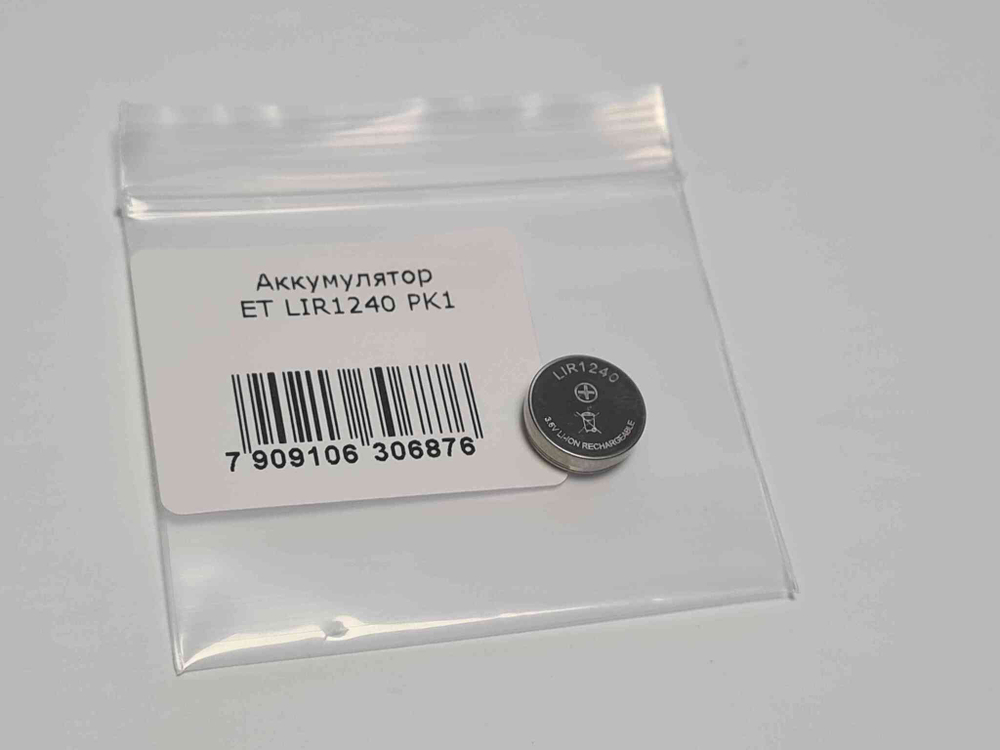 Аккумулятор
ET LIR1240 PK1
7 909106 306876
LIR1240
3.6V LI-ION RECHARGEABLE